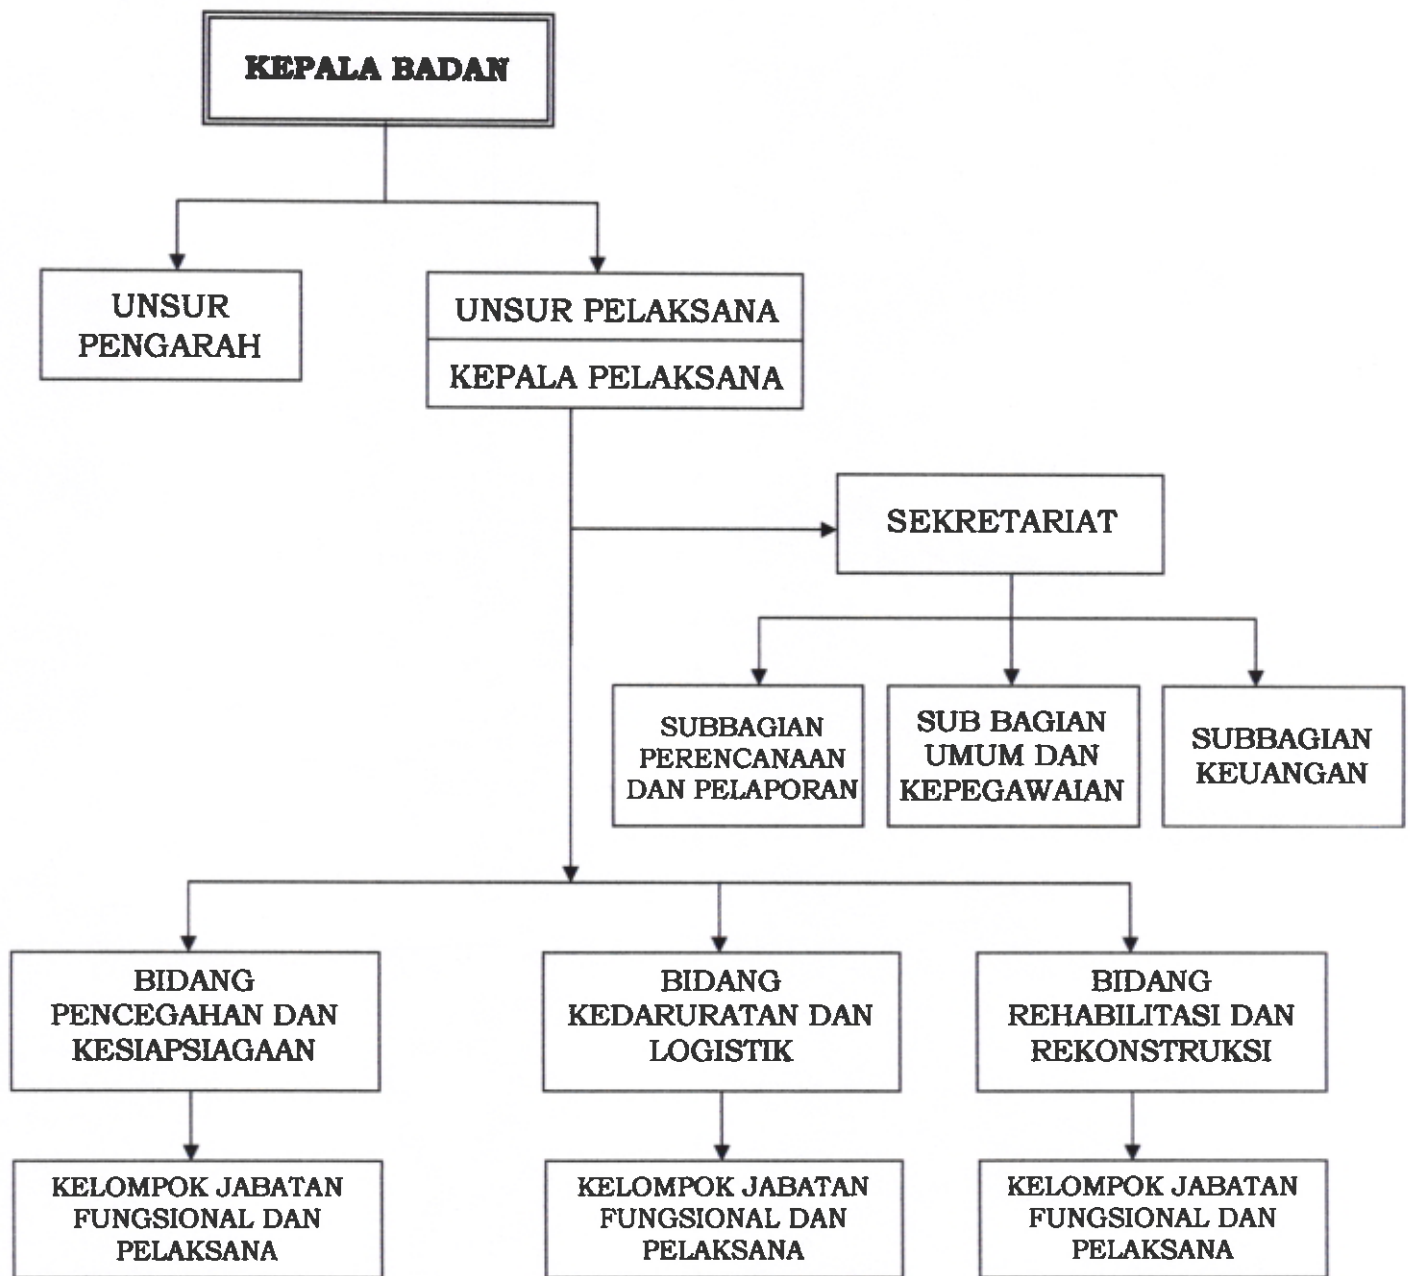 KEPALA BADAN
UNSUR
PENGARAH
UNSUR PELAKSANA
KEPALA PELAKSANA
SEKRETARIAT
SUBBAGIAN
PERENCANAAN
DAN PELAPORAN
SUB BAGIAN
UMUM DAN
KEPEGAWAIAN
SUBBAGIAN
KEUANGAN
BIDANG
PENCEGAHAN DAN
KESIAPSIAGAAN
BIDANG
KEDARURATAN DAN
LOGISTIK
BIDANG
REHABILITASI DAN
REKONSTRUKSI
KELOMPOK JABATAN
FUNGSIONAL DAN
PELAKSANA
KELOMPOK JABATAN
FUNGSIONAL DAN
PELAKSANA
KELOMPOK JABATAN
FUNGSIONAL DAN
PELAKSANA